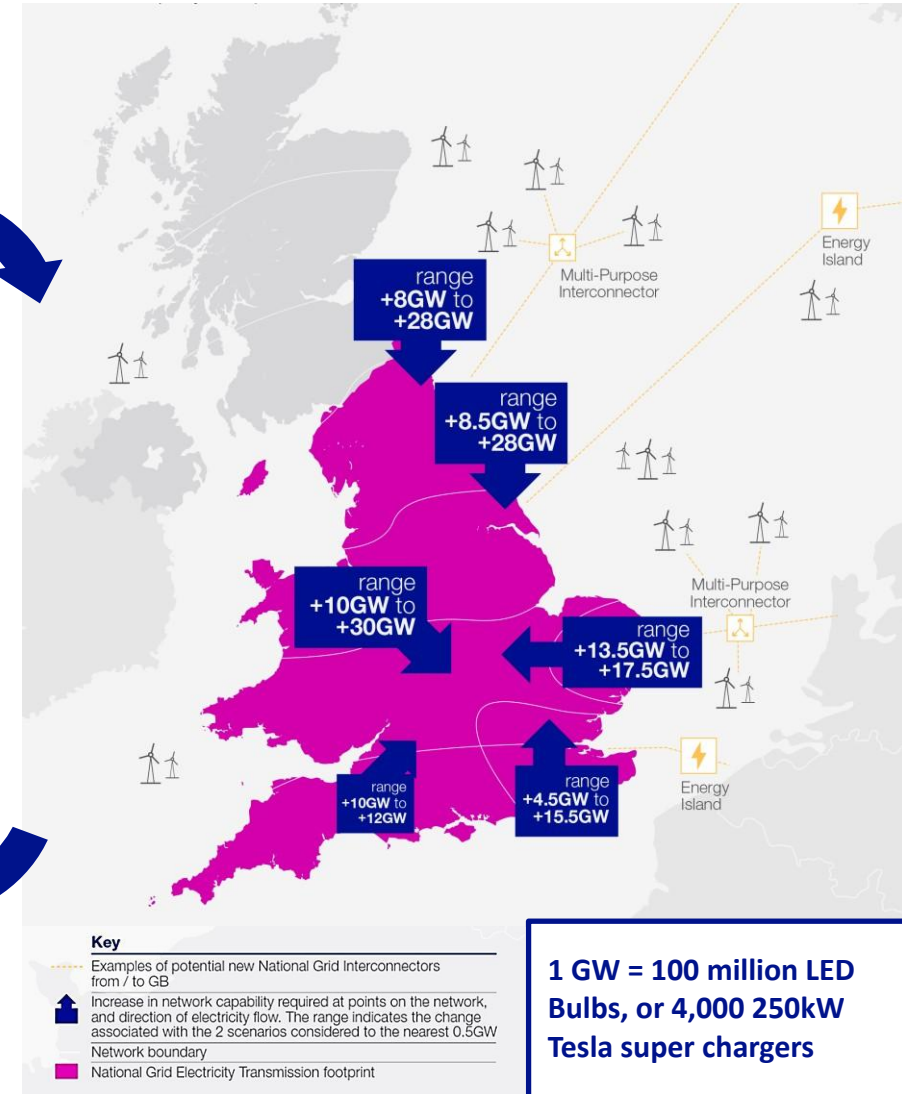 range
+8GW to
+28GW
Multi-Purpose
Interconnector
Energy
Island
range
+8.5GW to
+28GW
range
+10GW to
+30GW
Multi-Purpose
Interconnector
range
+13.5GW to
+17.5GW
range
+10GW to
+12GW
range
+4.5GW to
+15.5GW
Energy
Island
Key
Examples of potential new National Grid Interconnectors
from / to GB
Increase in network capability required at points on the network,
and direction of electricity flow. The range indicates the change
associated with the 2 scenarios considered to the nearest 0.5GW
Network boundary
National Grid Electricity Transmission footprint
1 GW = 100 million LED
Bulbs, or 4,000 250kW
Tesla super chargers